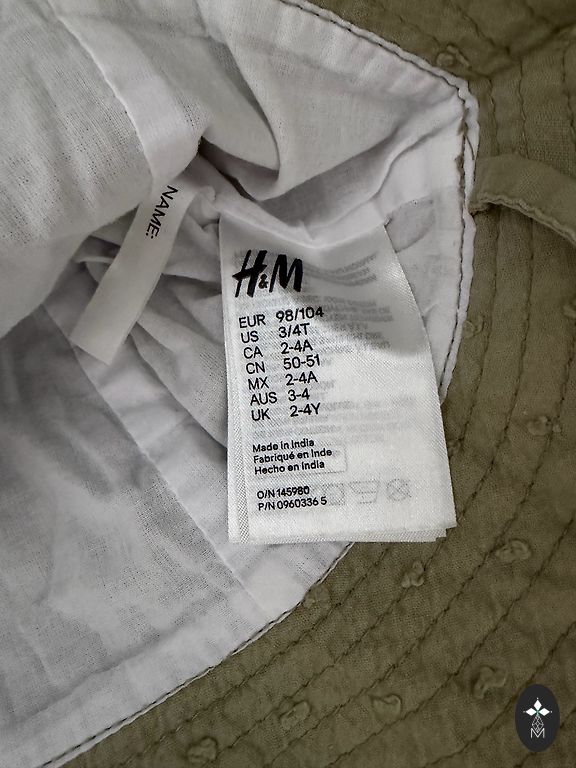 NAME:
H&M
EUR 98/104
US 3/4T
CA 2-4A
CN 50-51
MX 2-4A
AUS 3-4
UK 2-4Y
Made in India
Fabriqué en Inde
Hecho en India
O/N 145980
P/N 0960336 5
M